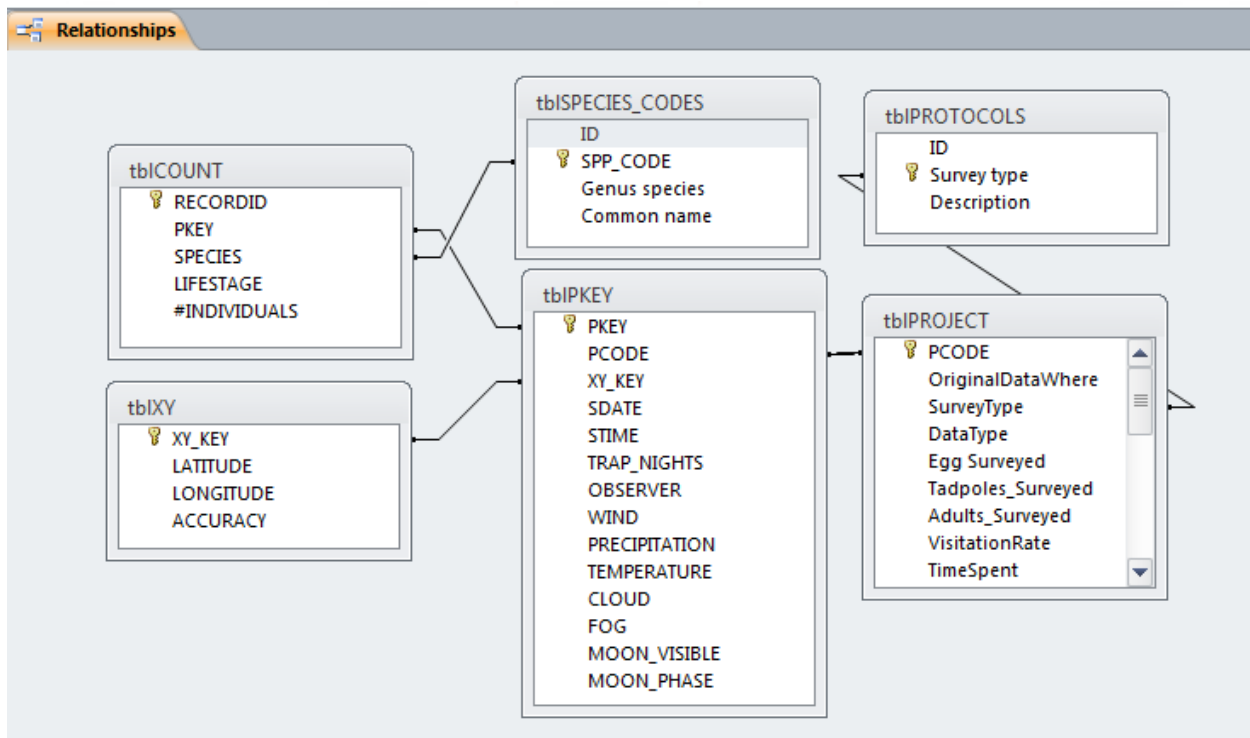 Relationships
tblCOUNT
RECORDID
PKEY
SPECIES
LIFESTAGE
#INDIVIDUALS
tblXY
XY_KEY
LATITUDE
LONGITUDE
ACCURACY
tblSPECIES_CODES
ID
SPP_CODE
Genus species
Common name
tblPKEY
PKEY
PCODE
XY_KEY
SDATE
STIME
TRAP_NIGHTS
OBSERVER
WIND
PRECIPITATION
TEMPERATURE
CLOUD
FOG
MOON_VISIBLE
MOON_PHASE
tblPROTOCOLS
ID
Survey type
Description
tblPROJECT
PCODE
OriginalDataWhere
SurveyType
DataType
Egg Surveyed
Tadpoles_Surveyed
Adults_Surveyed
VisitationRate
TimeSpent